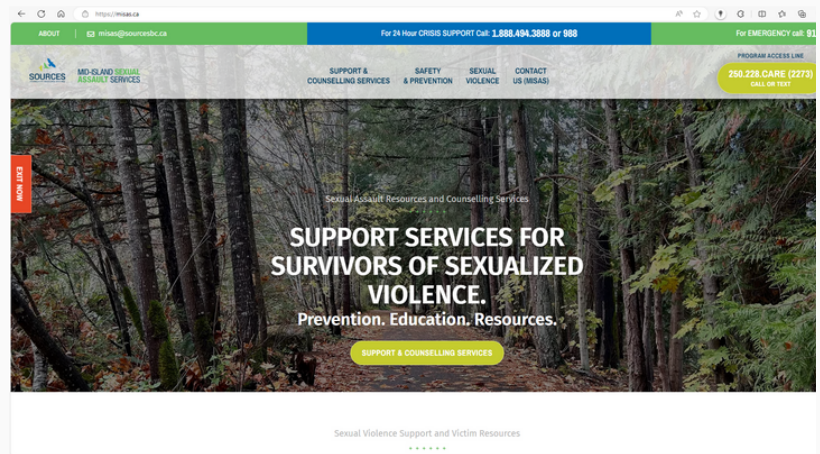 https://misas.ca
ABOUT
misas@sourcesbc.ca
For 24 Hour CRISIS SUPPORT Call: 1.888.494.3888 or 988
For EMERGENCY call: 91
SOURCES
MID-ISLAND SEXUAL
ASSAULT SERVICES
SUPPORT &
COUNSELLING SERVICES
SAFETY
& PREVENTION
SEXUAL
VIOLENCE
CONTACT
US (MISAS)
PROGRAM ACCESS LINE
250.228.CARE (2273)
CALL OR TEXT
EXIT NOW
Sexual Assault Resources and Counselling Services
SUPPORT SERVICES FOR
SURVIVORS OF SEXUALIZED
VIOLENCE.
Prevention. Education. Resources.
SUPPORT & COUNSELLING SERVICES
Sexual Violence Support and Victim Resources